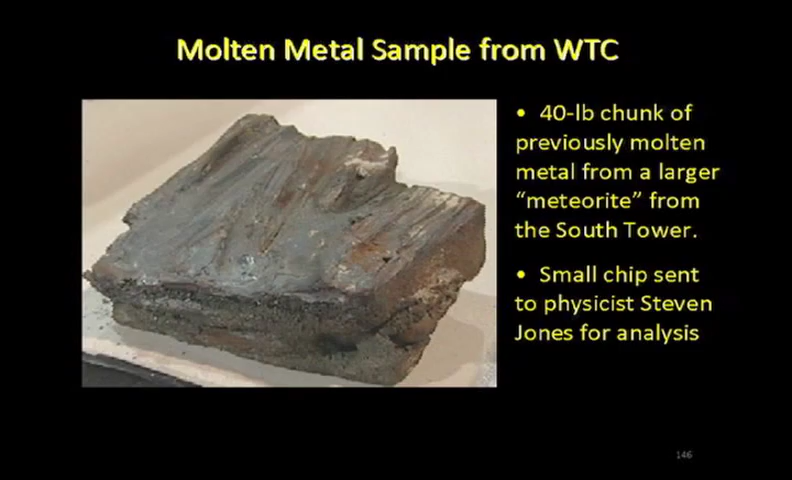 Molten Metal Sample from WTC
• 40-lb chunk of
previously molten
metal from a larger
“meteorite” from
the South Tower.
• Small chip sent
to physicist Steven
Jones for analysis
146